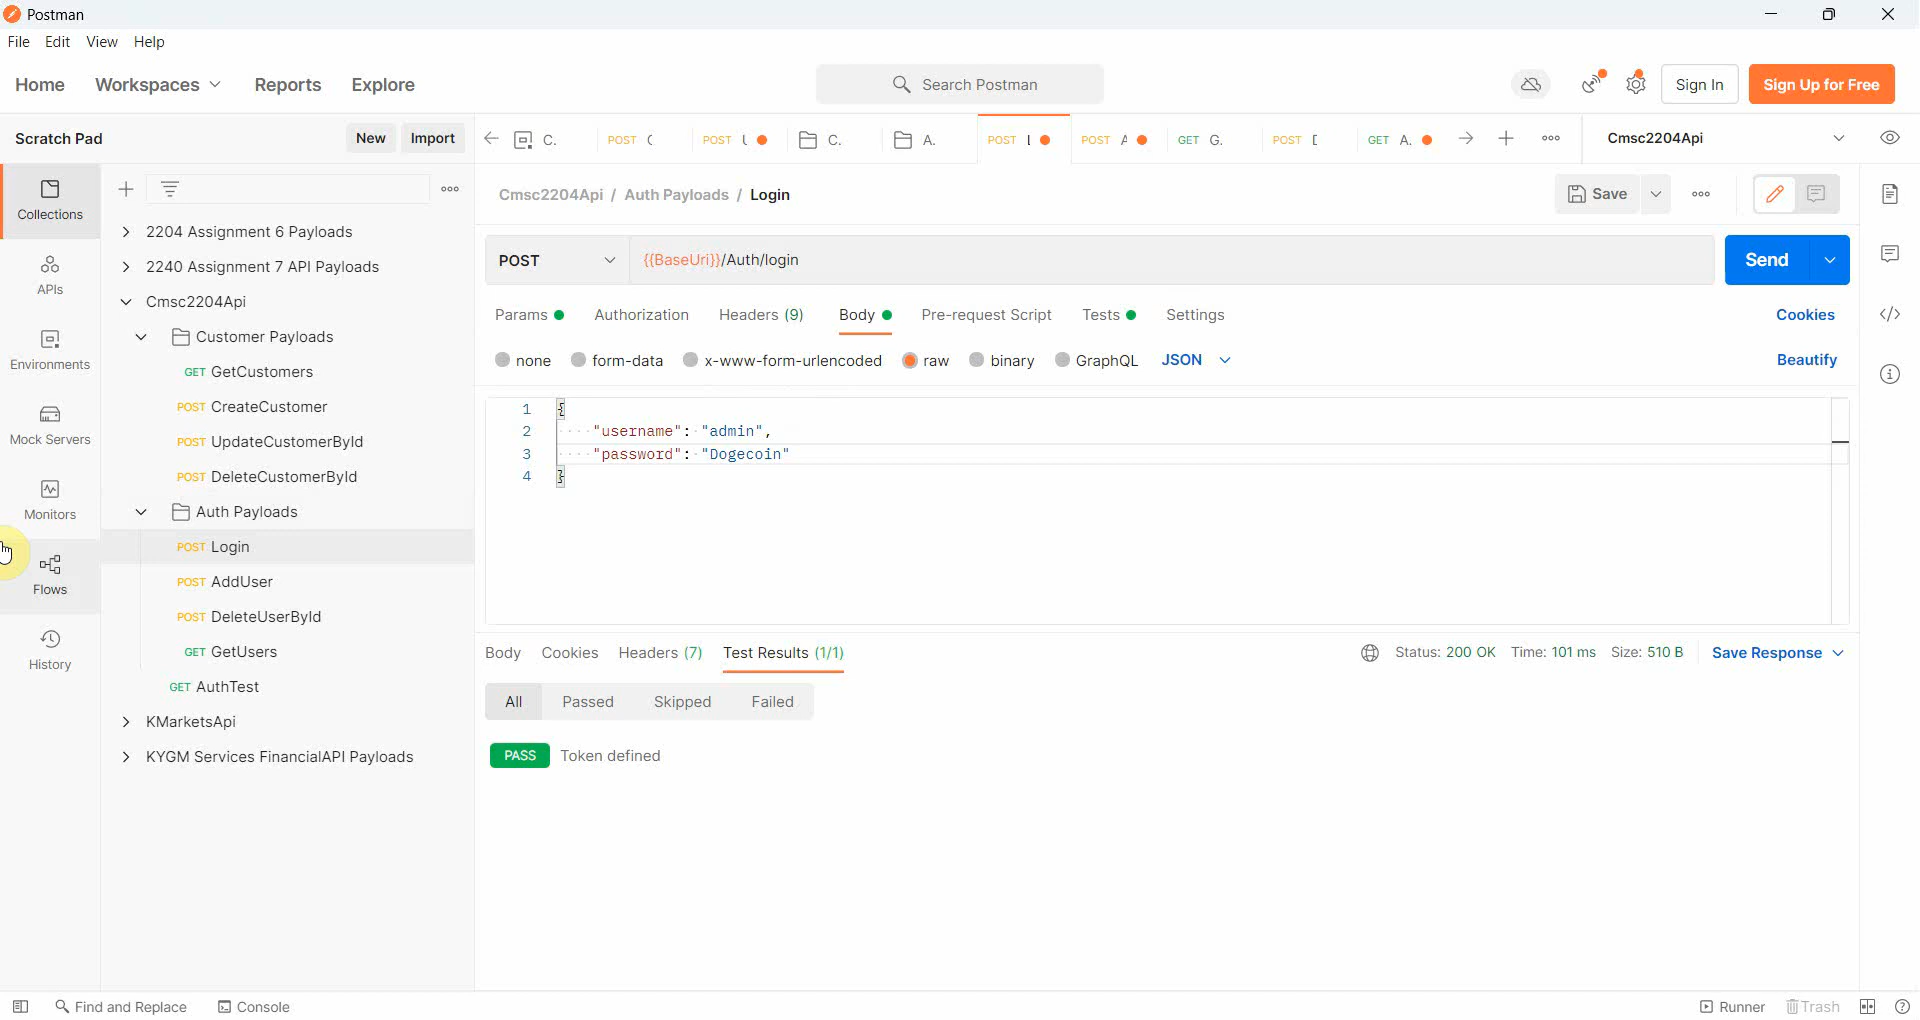 Postman
File Edit View Help
Home Workspaces Reports Explore
Search Postman
Sign In
Sign Up for Free
Scratch Pad
New Import
C.
POST
POST
C.
A.
POST
POST
GET G.
POST
GET A.
Cmsc2204Api
Collections
APIs
Environments
Mock Servers
Monitors
Flows
History
2204 Assignment 6 Payloads
2240 Assignment 7 API Payloads
Cmsc2204Api
Customer Payloads
GET GetCustomers
POST CreateCustomer
POST UpdateCustomerById
POST DeleteCustomerById
Auth Payloads
POST Login
POST AddUser
POST DeleteUserById
GET GetUsers
GET AuthTest
KMarketsApi
KYGM Services FinancialAPI Payloads
Cmsc2204Api / Auth Payloads / Login
Save
POST {{BaseUri}}/Auth/login
Send
Params Authorization Headers (9) Body Pre-request Script Tests Settings
Cookies
none form-data x-www-form-urlencoded raw binary GraphQL JSON
Beautify
1 {
2 "username": "admin",
3 "password": "Dogecoin"
4 }
Body Cookies Headers (7) Test Results (1/1)
Status: 200 OK Time: 101 ms Size: 510 B Save Response
All Passed Skipped Failed
PASS Token defined
Find and Replace Console
Runner Trash